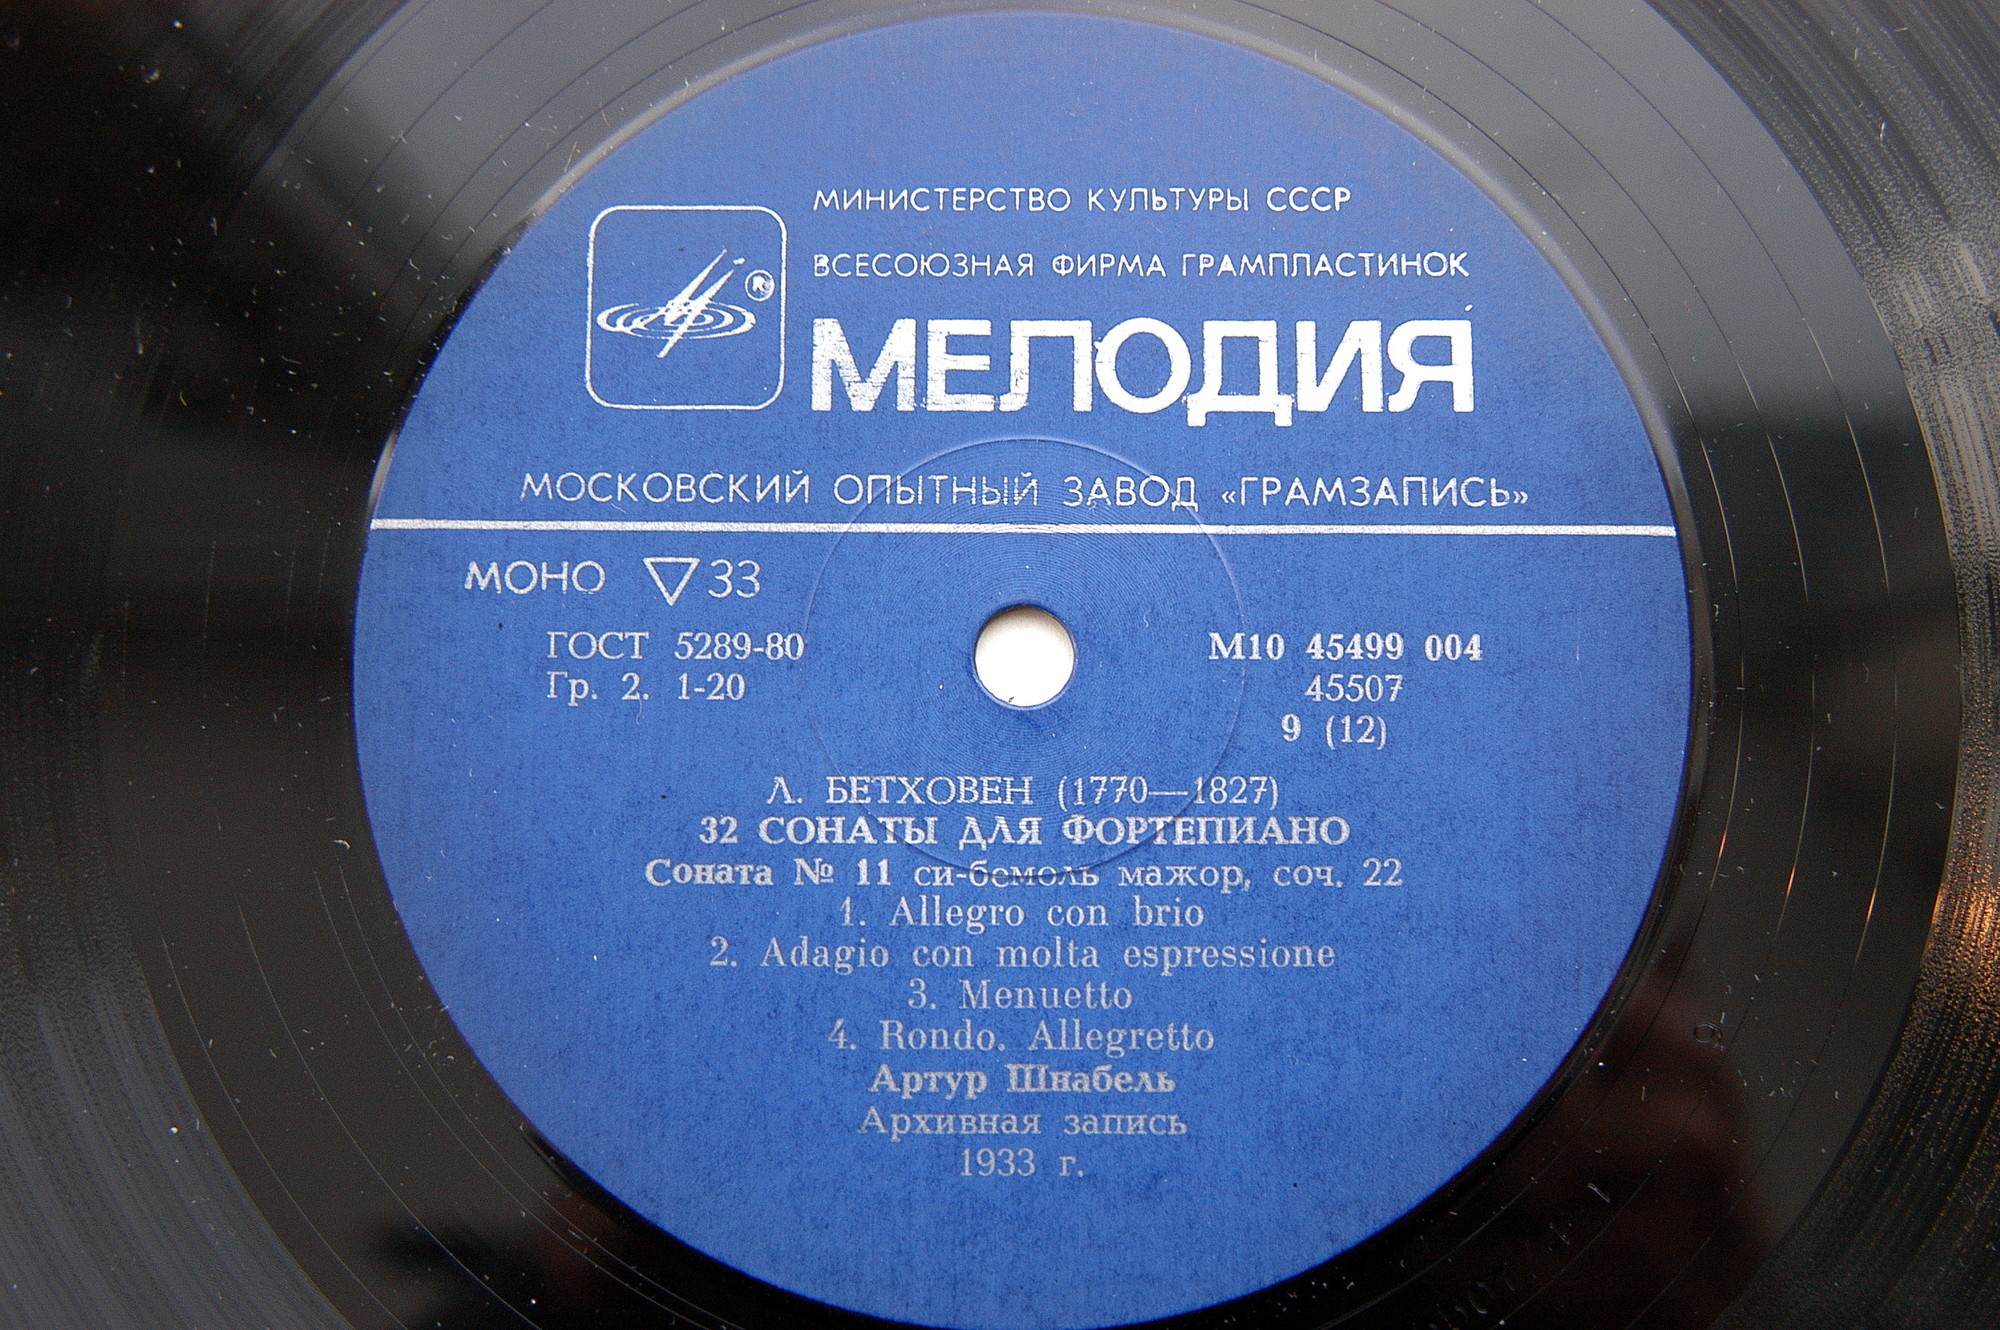 МИНИСТЕРСТВО КУЛЬТУРЫ СССР
ВСЕСОЮЗНАЯ ФИРМА ГРАМПЛАСТИНОК
®
МЕЛОДИЯ
МОСКОВСКИЙ ОПЫТНЫЙ ЗАВОД «ГРАМЗАПИСЬ»
МОНО ▽33
ГОСТ 5289-80
Гр. 2. 1-20
М10 45499 004
45507
9 (12)
Л. БЕТХОВЕН (1770—1827)
32 СОНАТЫ ДЛЯ ФОРТЕПИАНО
Соната № 11 си-бемоль мажор, соч. 22
1. Allegro con brio
2. Adagio con molta espressione
3. Menuetto
4. Rondo. Allegretto
Артур Шнабель
Архивная запись
1933 г.